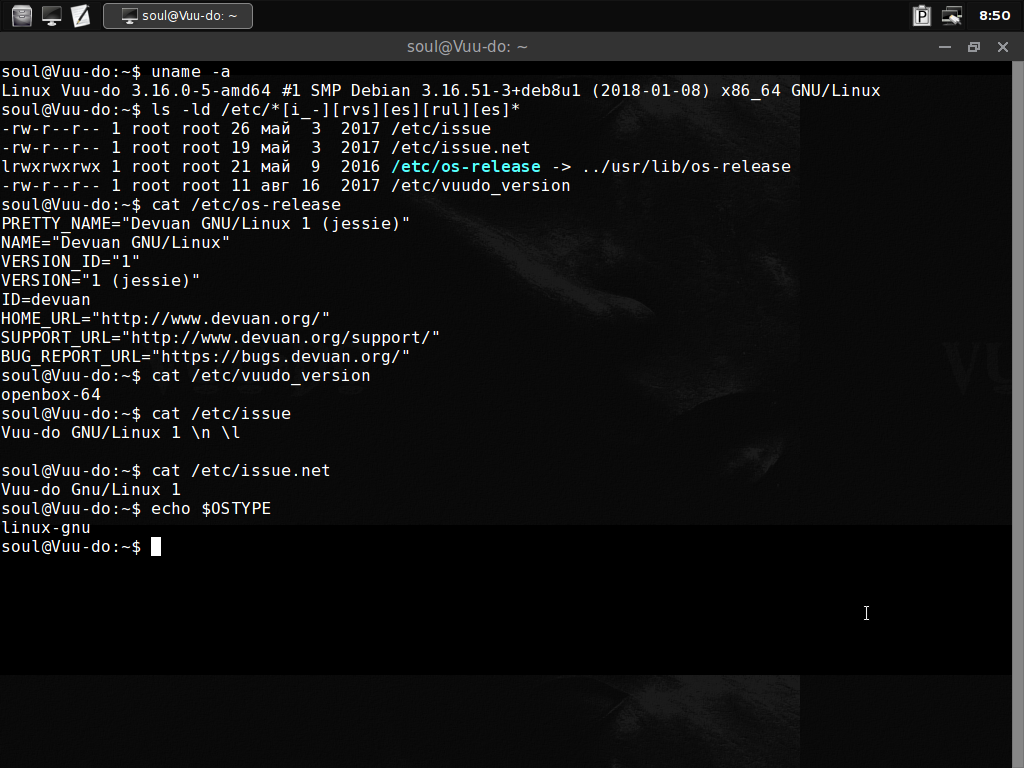 soul@Vuu-do: ~
8:50
soul@Vuu-do: ~
soul@Vuu-do:~$ uname -a
Linux Vuu-do 3.16.0-5-amd64 #1 SMP Debian 3.16.51-3+deb8u1 (2018-01-08) x86_64 GNU/Linux
soul@Vuu-do:~$ ls -ld /etc/*[i_-][rvs][es][rul][es]*
-rw-r--r-- 1 root root 26 май  3  2017 /etc/issue
-rw-r--r-- 1 root root 19 май  3  2017 /etc/issue.net
lrwxrwxrwx 1 root root 21 май  9  2016 /etc/os-release -> ../usr/lib/os-release
-rw-r--r-- 1 root root 11 авг 16  2017 /etc/vuudo_version
soul@Vuu-do:~$ cat /etc/os-release
PRETTY_NAME="Devuan GNU/Linux 1 (jessie)"
NAME="Devuan GNU/Linux"
VERSION_ID="1"
VERSION="1 (jessie)"
ID=devuan
HOME_URL="http://www.devuan.org/"
SUPPORT_URL="http://www.devuan.org/support/"
BUG_REPORT_URL="https://bugs.devuan.org/"
soul@Vuu-do:~$ cat /etc/vuudo_version
openbox-64
soul@Vuu-do:~$ cat /etc/issue
Vuu-do GNU/Linux 1 \n \l
soul@Vuu-do:~$ cat /etc/issue.net
Vuu-do Gnu/Linux 1
soul@Vuu-do:~$ echo $OSTYPE
linux-gnu
soul@Vuu-do:~$